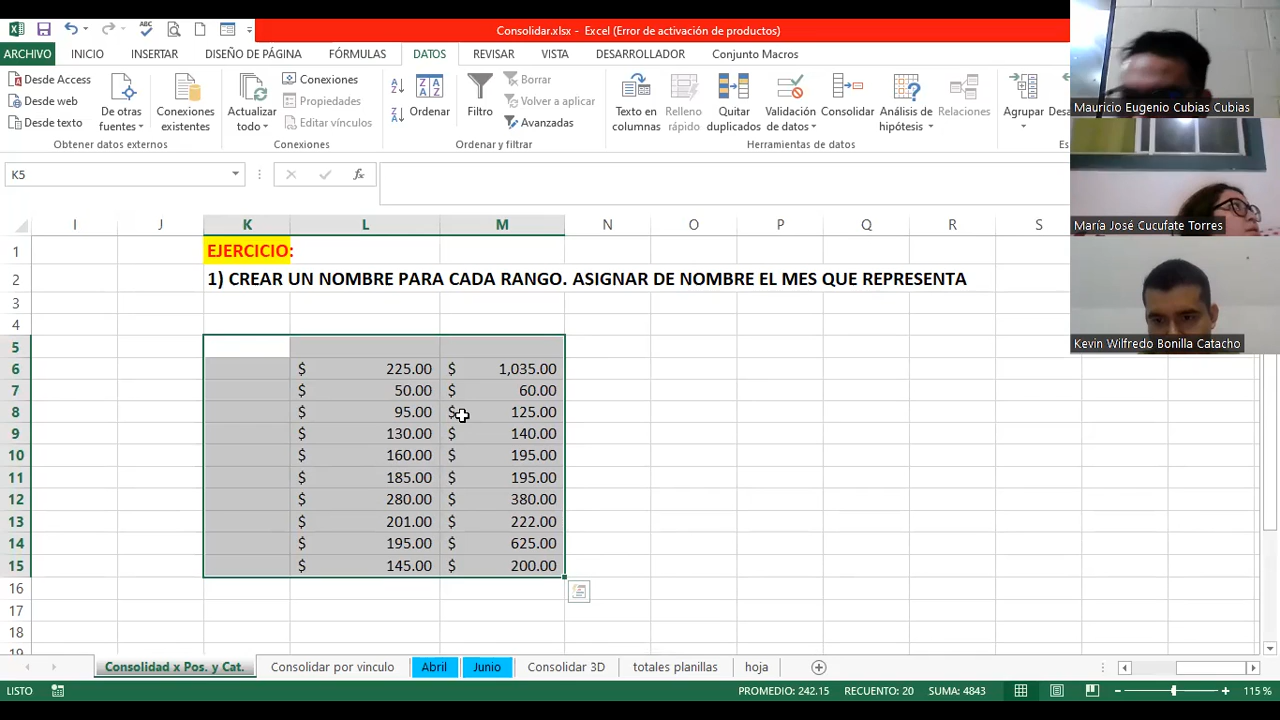 Consolidar.xlsx - Excel (Error de activación de productos)
ARCHIVO INICIO INSERTAR DISEÑO DE PÁGINA FÓRMULAS DATOS REVISAR VISTA DESARROLLADOR Conjunto Macros
Desde Access
Desde web
Desde texto
De otras fuentes
Conexiones existentes
Obtener datos externos
Actualizar todo
Conexiones
Propiedades
Editar vínculos
Conexiones
Ordenar
Filtro
Borrar
Volver a aplicar
Avanzadas
Ordenar y filtrar
Texto en columnas
Relleno rápido
Quitar duplicados
Validación de datos
Consolidar
Análisis de hipótesis
Relaciones
Herramientas de datos
Agrupar
Mauricio Eugenio Cubias Cubias
María José Cucufate Torres
Kevin Wilfredo Bonilla Catacho
K5
I J K L M N O P Q R S
1 EJERCICIO:
2 1) CREAR UN NOMBRE PARA CADA RANGO. ASIGNAR DE NOMBRE EL MES QUE REPRESENTA
3
4
5
6 $ 225.00 $ 1,035.00
7 $ 50.00 $ 60.00
8 $ 95.00 $ 125.00
9 $ 130.00 $ 140.00
10 $ 160.00 $ 195.00
11 $ 185.00 $ 195.00
12 $ 280.00 $ 380.00
13 $ 201.00 $ 222.00
14 $ 195.00 $ 625.00
15 $ 145.00 $ 200.00
16
17
18
Consolidad x Pos. y Cat. Consolidar por vinculo Abril Junio Consolidar 3D totales planillas hoja
LISTO PROMEDIO: 242.15 RECUENTO: 20 SUMA: 4843 115 %